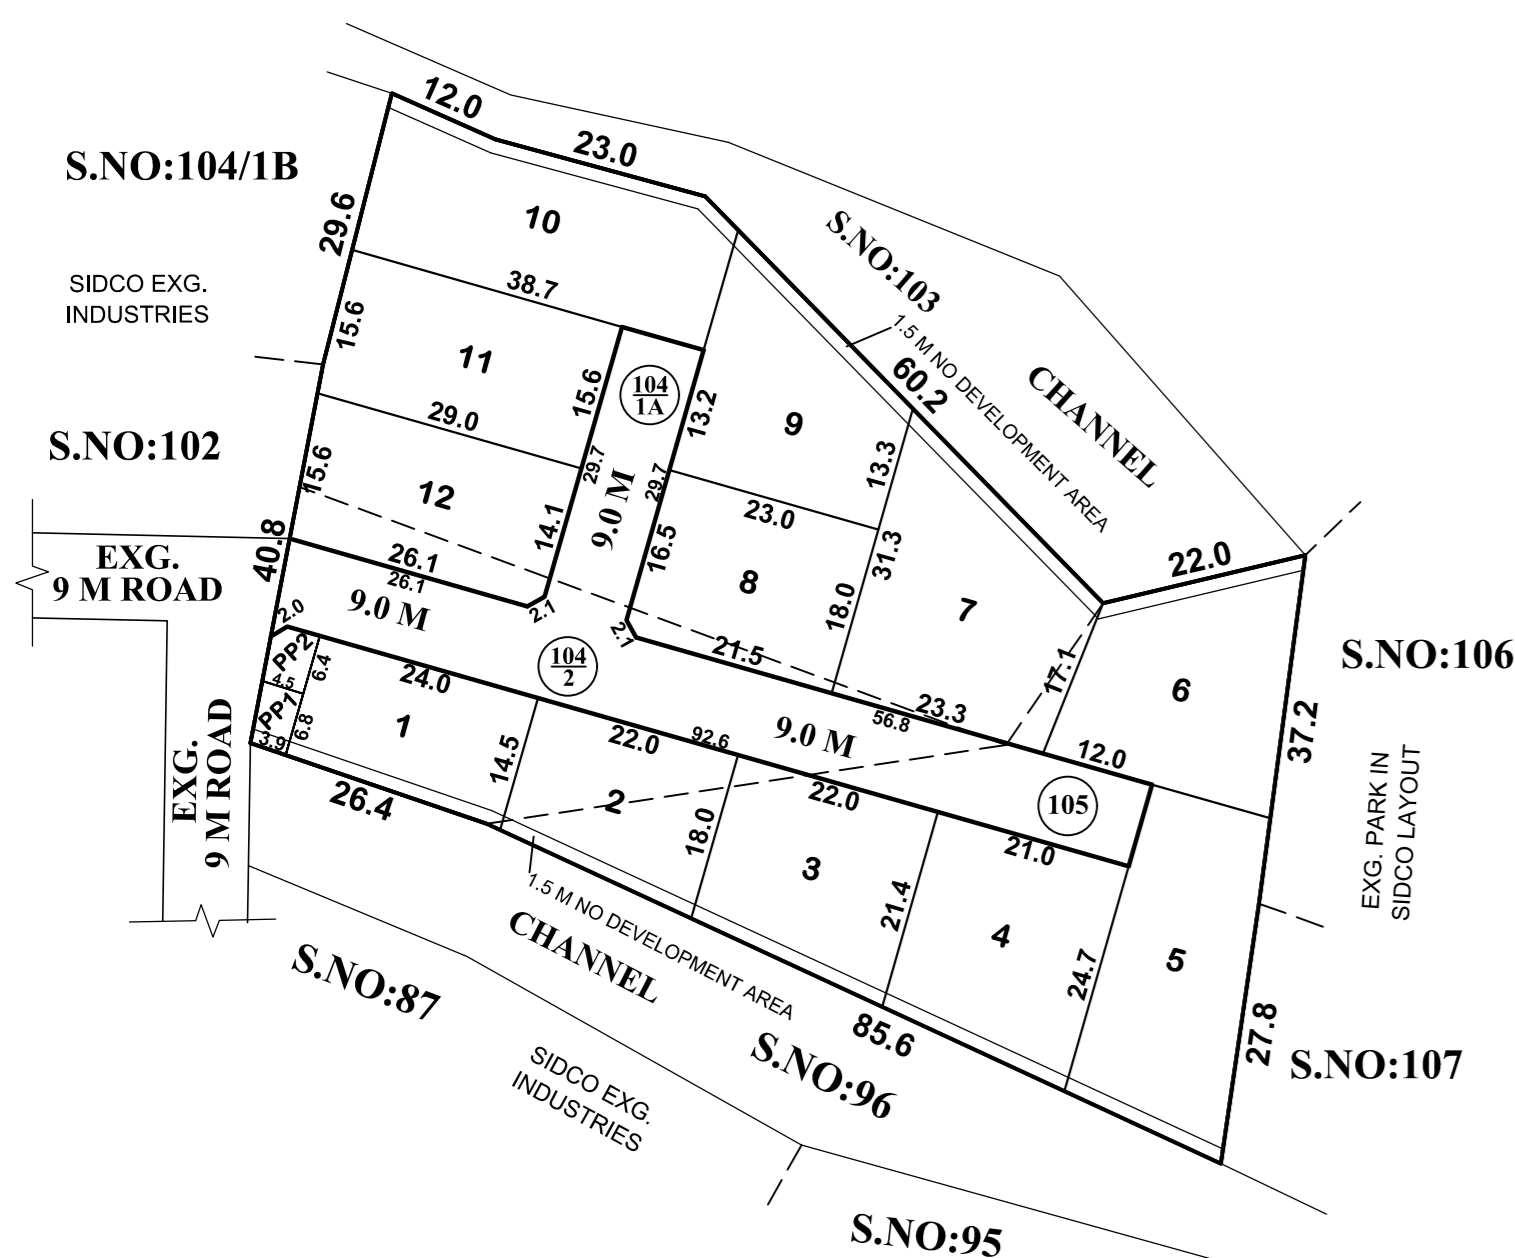 12.0
23.0
S.NO:104/1B
29.6
10
S.NO:103
SIDCO EXG.
INDUSTRIES
38.7
1.5 M NO DEVELOPMENT AREA
60.2
CHANNEL
15.6
11
15.6
104
1A
13.2
9
29.0
13.3
S.NO:102
15.6
12
29.7
29.7
9.0 M
23.0
14.1
16.5
8
31.3
18.0
7
22.0
EXG.
9 M ROAD
40.8
26.1
26.1
9.0 M
2.1
2.1
2.0
PP2
6.4
4.5
PP1
6.8
3.9
24.0
104
2
21.5
17.1
6
S.NO:106
23.3
56.8
9.0 M
12.0
37.2
EXG.
9 M ROAD
1
14.5
22.0
92.6
26.4
2
18.0
22.0
105
21.0
EXG. PARK IN
SIDCO LAYOUT
3
21.4
4
24.7
5
1.5 M NO DEVELOPMENT AREA
CHANNEL
S.NO:87
85.6
27.8
S.NO:107
SIDCO EXG.
INDUSTRIES
S.NO:96
S.NO:95